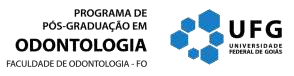 PROGRAMA DE
PÓS-GRADUAÇÃO EM
ODONTOLOGIA
FACULDADE DE ODONTOLOGIA - FO
UFG
UNIVERSIDADE
FEDERAL DE GOIÁS